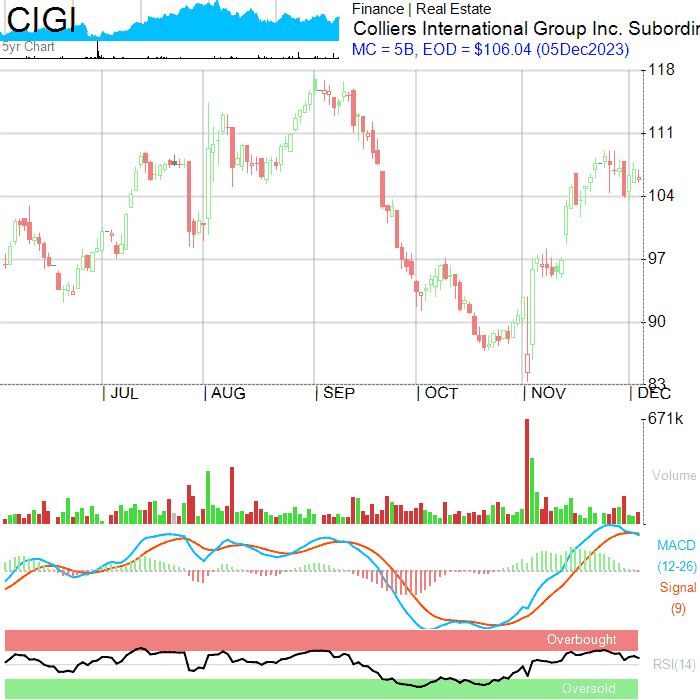 CIGI
5yr Chart
Finance | Real Estate
Colliers International Group Inc. Subordin
MC = 5B, EOD = $106.04 (05Dec2023)
118
111
104
97
90
83
| JUL | AUG | SEP | OCT | NOV | DEC
671k
Volume
MACD
(12-26)
Signal
(9)
Overbought
RSI(14)
Oversold